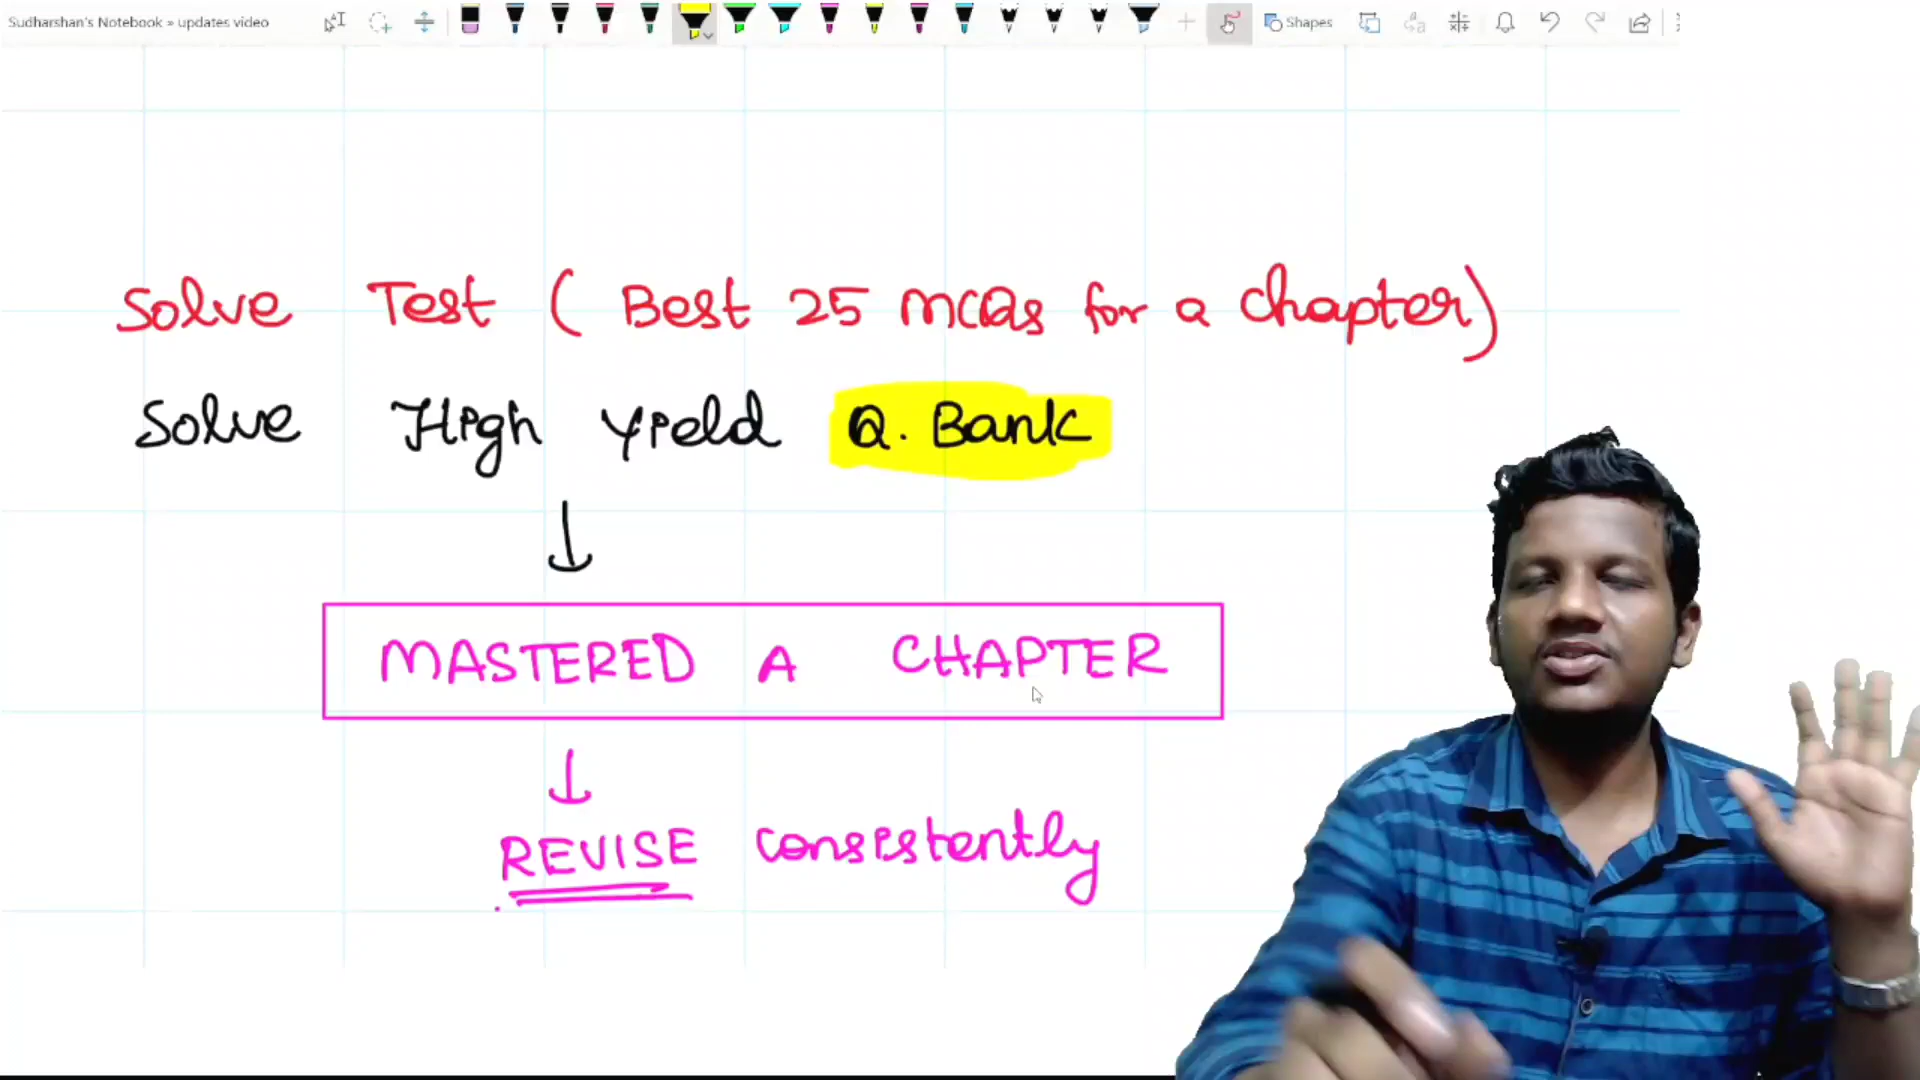 Sudharshan's Notebook » updates video
Shapes
Solve Test ( Best 25 MCQs for a chapter)
Solve High Yield Q. Bank
MASTERED A CHAPTER
REVISE consistently